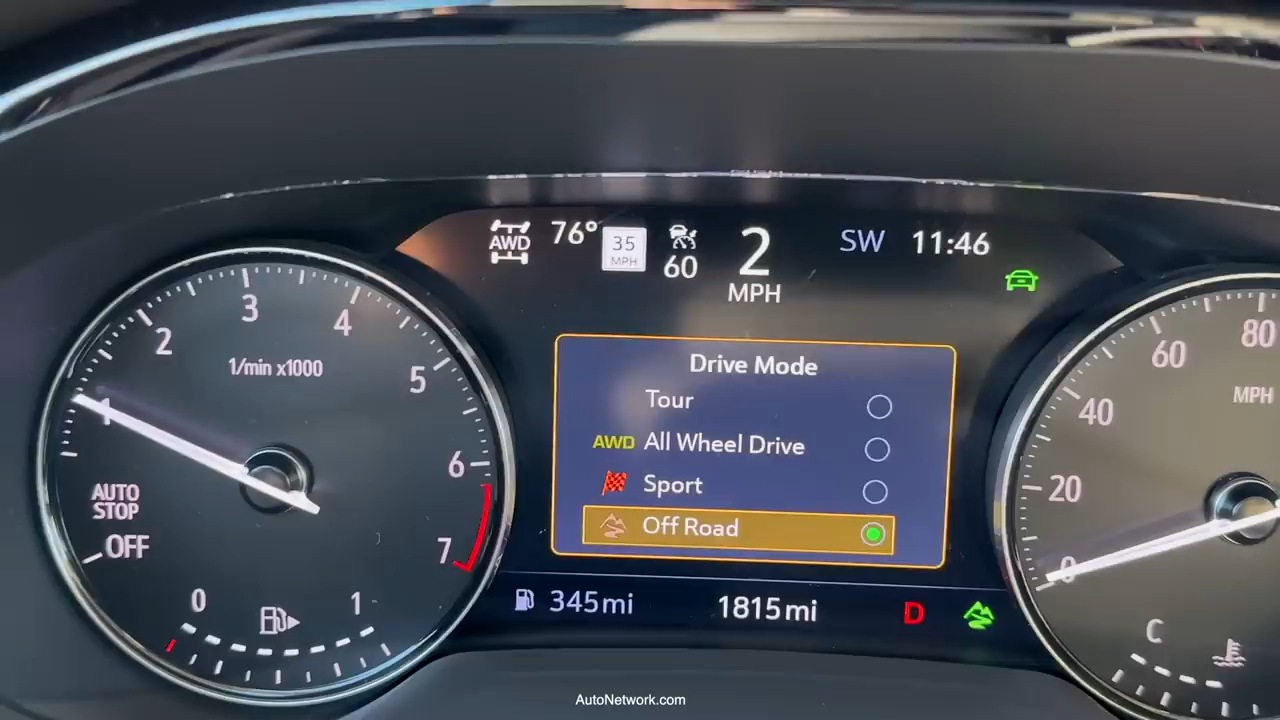 AWD 76° 35 MPH 60 2 MPH SW 11:46
1 2 3 4 5 6 7
1/min x1000
AUTO
STOP
OFF
0 1
Drive Mode
Tour
AWD All Wheel Drive
Sport
Off Road
345mi 1815mi D
0 20 40 60 80
MPH
C
AutoNetwork.com